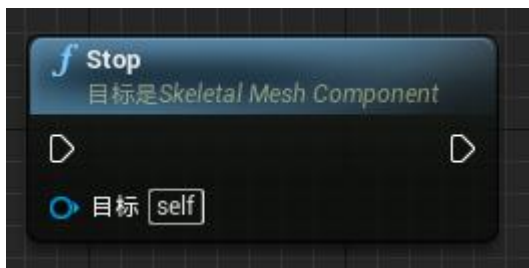 f Stop
目标是Skeletal Mesh Component
目标 self